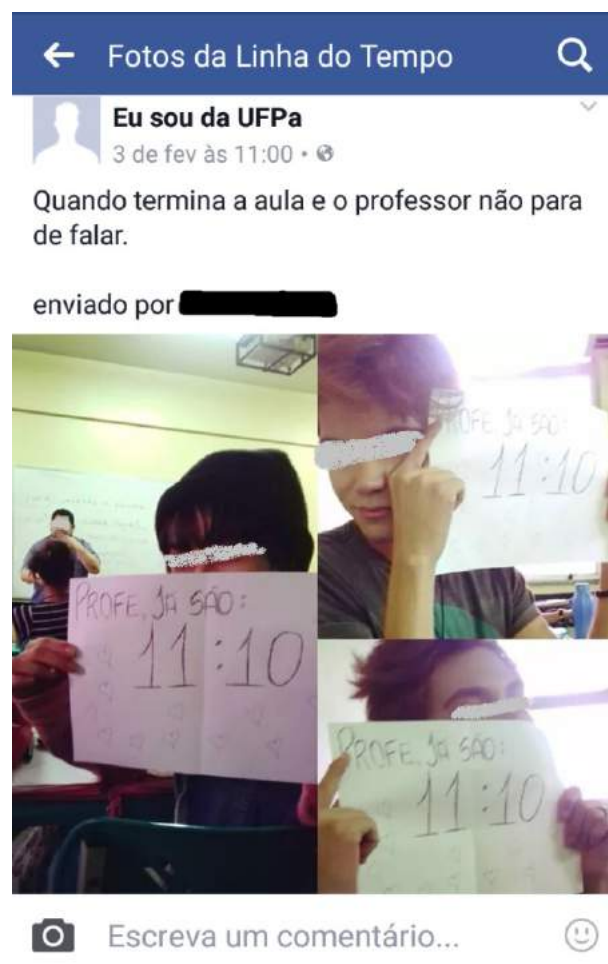 Fotos da Linha do Tempo
Eu sou da UFPa
3 de fev às 11:00
Quando termina a aula e o professor não para
de falar.
enviado por
PROFE, JÁ SÃO:
11:10
PROFE, JÁ SÃO:
11:10
PROFE, JÁ SÃO:
11:10
Escreva um comentário...